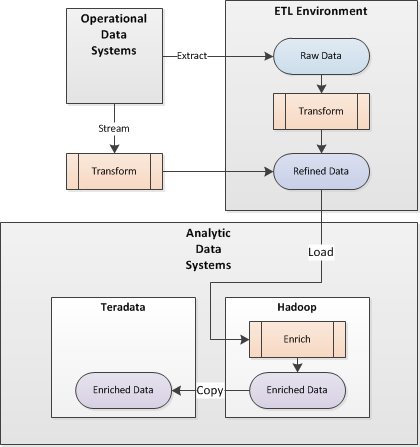 Operational
Data
Systems
ETL Environment
Extract
Raw Data
Transform
Stream
Transform
Refined Data
Analytic
Data
Systems
Load
Teradata
Hadoop
Enrich
Enriched Data
Copy
Enriched Data